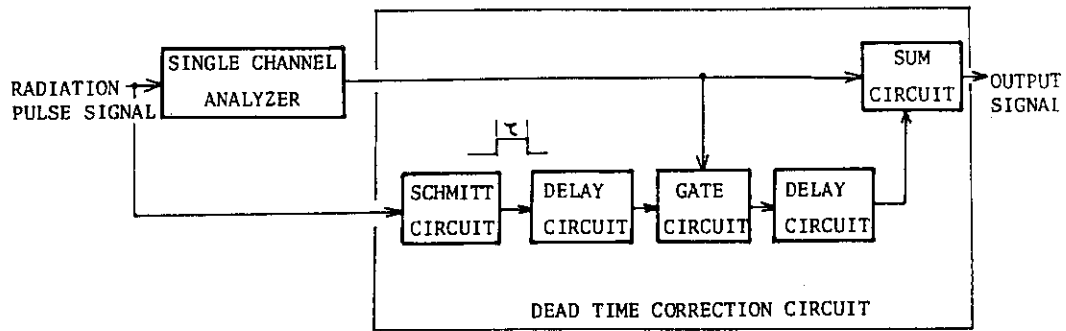 RADIATION
PULSE SIGNAL
SINGLE CHANNEL
ANALYZER
SUM
CIRCUIT
OUTPUT
SIGNAL
τ
SCHMITT
CIRCUIT
DELAY
CIRCUIT
GATE
CIRCUIT
DELAY
CIRCUIT
DEAD TIME CORRECTION CIRCUIT